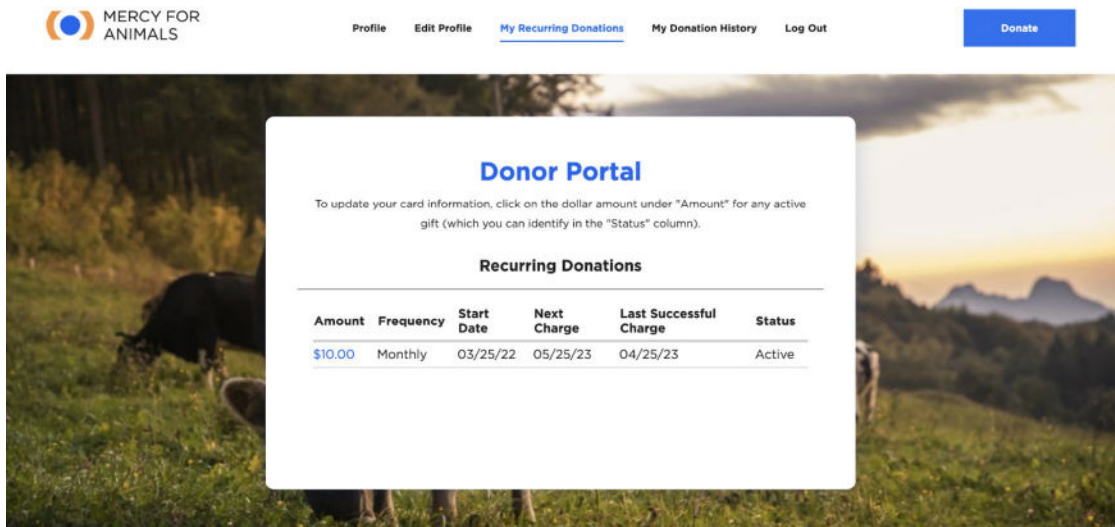 MERCY FOR
ANIMALS
Profile Edit Profile My Recurring Donations My Donation History Log Out Donate
Donor Portal
To update your card information, click on the dollar amount under "Amount" for any active
gift (which you can identify in the "Status" column).
Recurring Donations
Amount Frequency Start Date Next Charge Last Successful Charge Status
$10.00 Monthly 03/25/22 05/25/23 04/25/23 Active